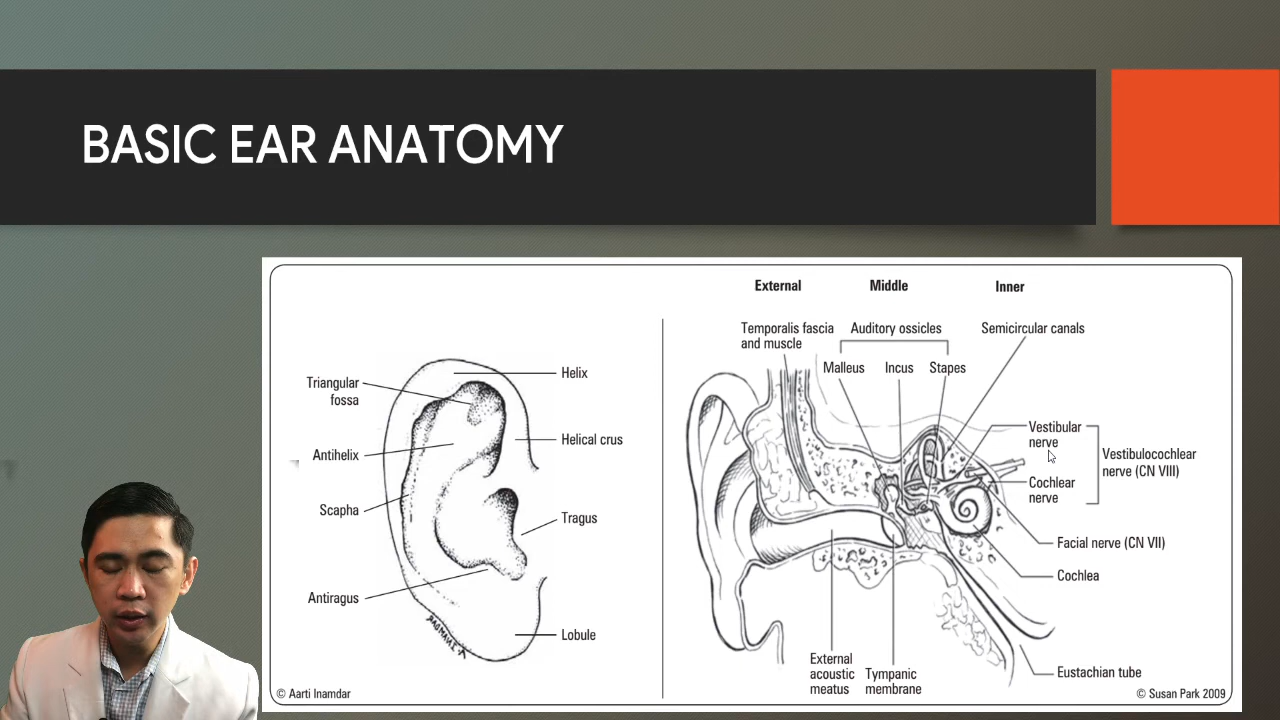 BASIC EAR ANATOMY
Triangular
fossa
Helix
Helical crus
Antihelix
Scapha
Tragus
Antiragus
Lobule
© Aarti Inamdar
External
Middle
Inner
Temporalis fascia
and muscle
Auditory ossicles
Semicircular canals
Malleus
Incus
Stapes
Vestibular
nerve
Vestibulocochlear
nerve (CN VIII)
Cochlear
nerve
Facial nerve (CN VII)
Cochlea
Eustachian tube
External
acoustic
meatus
Tympanic
membrane
© Susan Park 2009